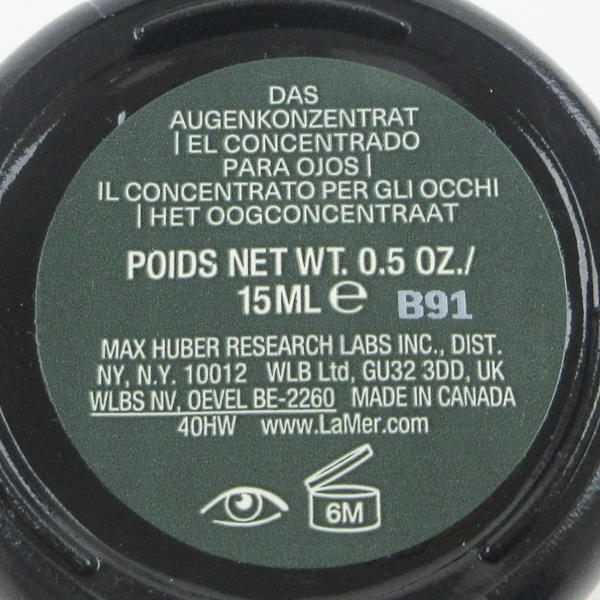 DAS
AUGENKONZENTRAT
| EL CONCENTRADO
PARA OJOS |
IL CONCENTRATO PER GLI OCCHI
| HET OOGCONCENTRAAT
POIDS NET WT. 0.5 OZ./
15ML ℮ B91
MAX HUBER RESEARCH LABS INC., DIST.
NY, N.Y. 10012 WLB Ltd, GU32 3DD, UK
WLBS NV, OEVEL BE-2260 MADE IN CANADA
40HW www.LaMer.com
6M